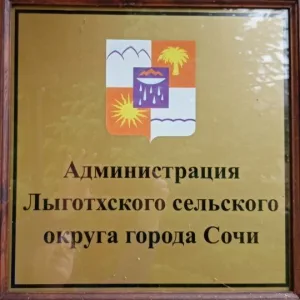 Администрация
Лыготхского сельского
округа города Сочи